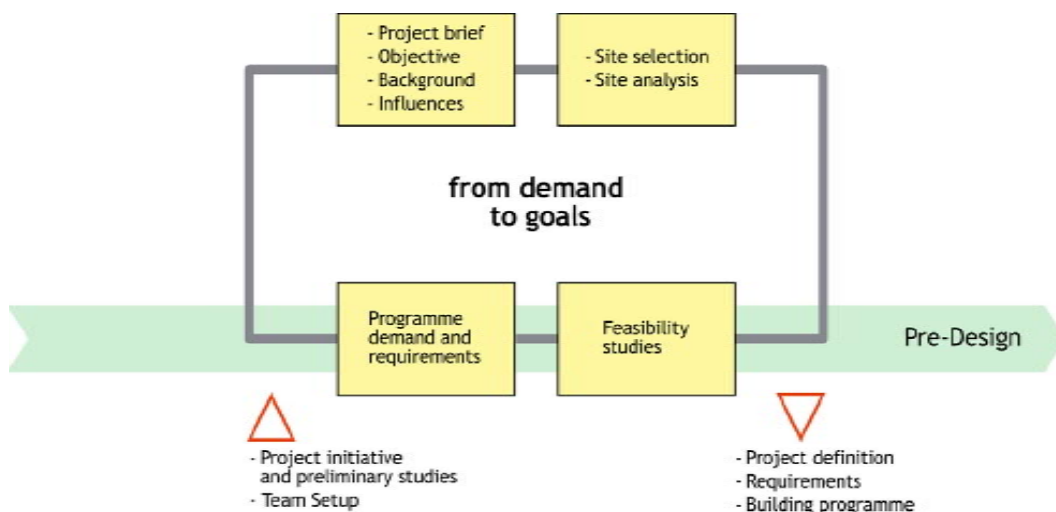 - Project brief
- Objective
- Background
- Influences
- Site selection
- Site analysis
from demand
to goals
Programme
demand and
requirements
Feasibility
studies
Pre-Design
- Project initiative
and preliminary studies
- Team Setup
- Project definition
- Requirements
- Building programme